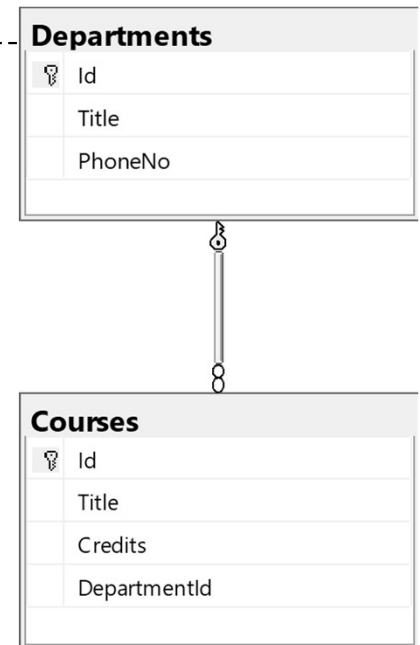 Departments
Id
Title
PhoneNo
Courses
Id
Title
Credits
DepartmentId